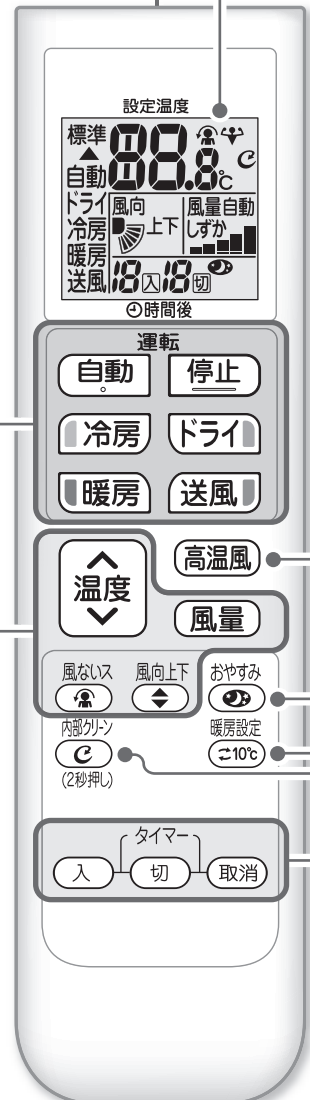 設定温度
標準
▲
自動
88.8℃
ドライ
冷房
暖房
送風
風向
上下
風量自動
しずか
18入18切
時間後
運転
自動 停止
冷房 ドライ
暖房 送風
温度
高温風
風量
風ないス 風向上下 おやすみ
内部クリーン 暖房設定
(2秒押し) 10℃
タイマー
入 切 取消